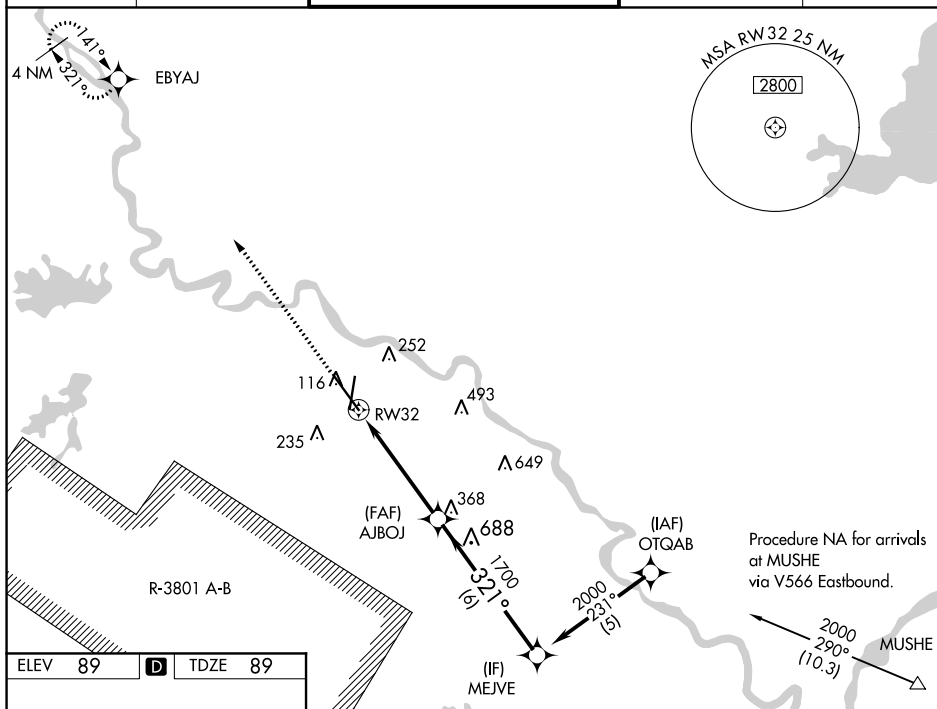 MSA RW32 25 NM
2800
141°
321°
4 NM
EBYAJ
252
116
493
RW32
235
649
368
(FAF)
AJBOJ
688
(IAF)
OTQAB
1700
321°
(6)
2000
231°
(5)
R-3801 A-B
Procedure NA for arrivals
at MUSHE
via V566 Eastbound.
2000
290°
(10.3)
MUSHE
(IF)
MEJVE
ELEV 89 D TDZE 89